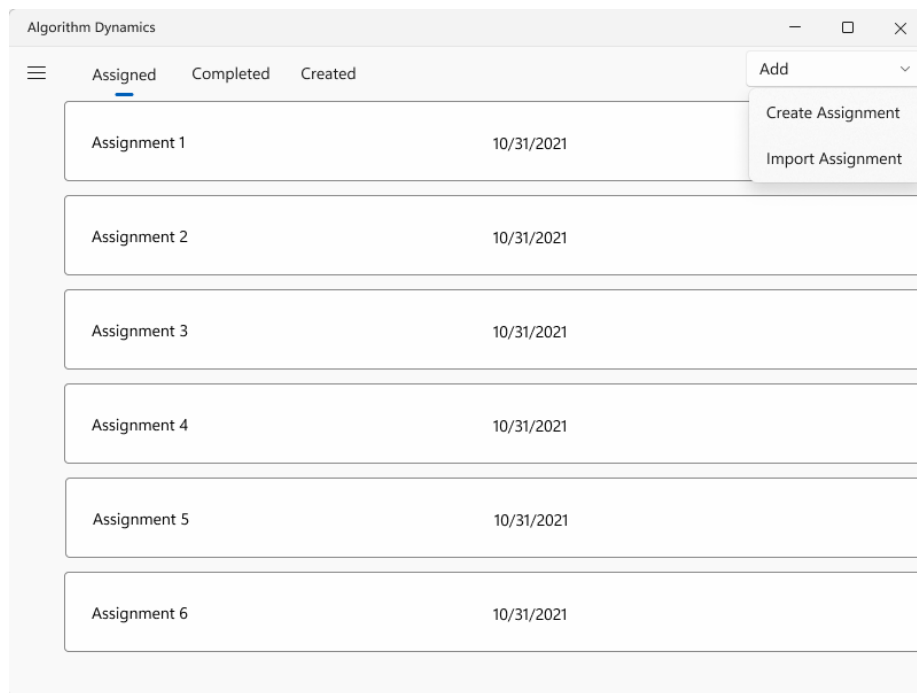 Algorithm Dynamics
Assigned Completed Created Add
Create Assignment
Import Assignment
Assignment 1 10/31/2021
Assignment 2 10/31/2021
Assignment 3 10/31/2021
Assignment 4 10/31/2021
Assignment 5 10/31/2021
Assignment 6 10/31/2021